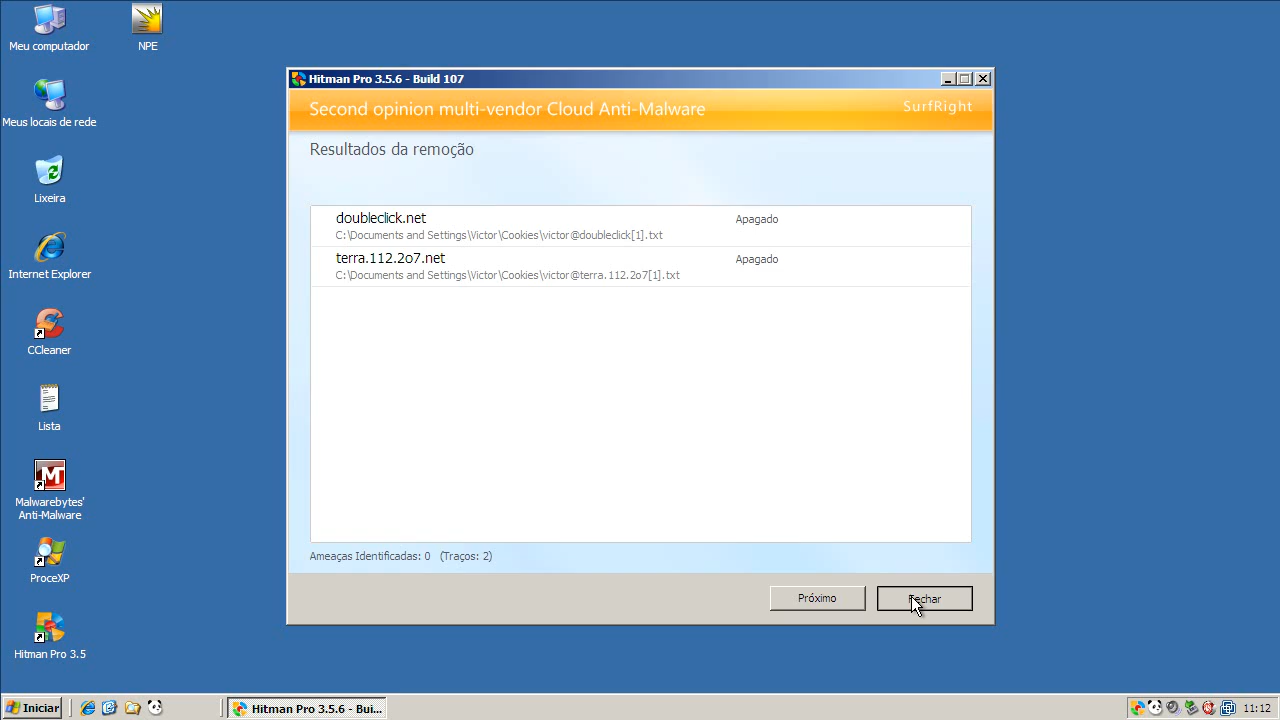 Meu computador
NPE
Meus locais de rede
Lixeira
Internet Explorer
CCleaner
Lista
Malwarebytes'
Anti-Malware
ProceXP
Hitman Pro 3.5
Hitman Pro 3.5.6 - Build 107
Second opinion multi-vendor Cloud Anti-Malware
SurfRight
Resultados da remoção
doubleclick.net
Apagado
C:\Documents and Settings\Victor\Cookies\victor@doubleclick[1].txt
terra.112.2o7.net
Apagado
C:\Documents and Settings\Victor\Cookies\victor@terra.112.2o7[1].txt
Ameaças Identificadas: 0 (Traços: 2)
Próximo
Fechar
Iniciar
Hitman Pro 3.5.6 - Bui...
11:12